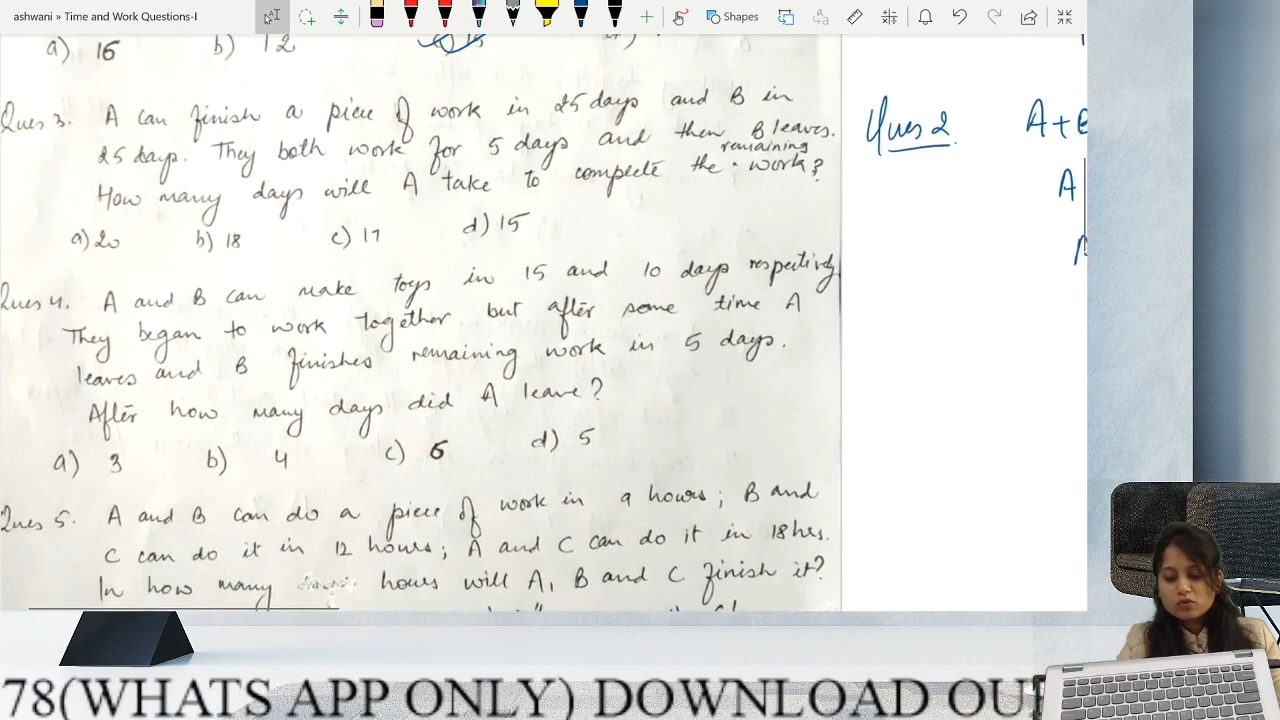 ashwani » Time and Work Questions-I
Shapes
a) 16 b) 12
Ques 3. A can finish a piece of work in 25 days and B in
25 days. They both work for 5 days and then B leaves.
How many days will A take to complete the remaining work?
a) 20 b) 18 c) 17 d) 15
Ques 4. A and B can make toys in 15 and 10 days respectively
They began to work together but after some time A
leaves and B finishes remaining work in 5 days.
After how many days did A leave?
a) 3 b) 4 c) 6 d) 5
Ques 5. A and B can do a piece of work in 9 hours; B and
C can do it in 12 hours; A and C can do it in 18 hrs.
In how many hours will A, B and C finish it?
Ques 2. A+B
A
78(WHATS APP ONLY) DOWNLOAD OU